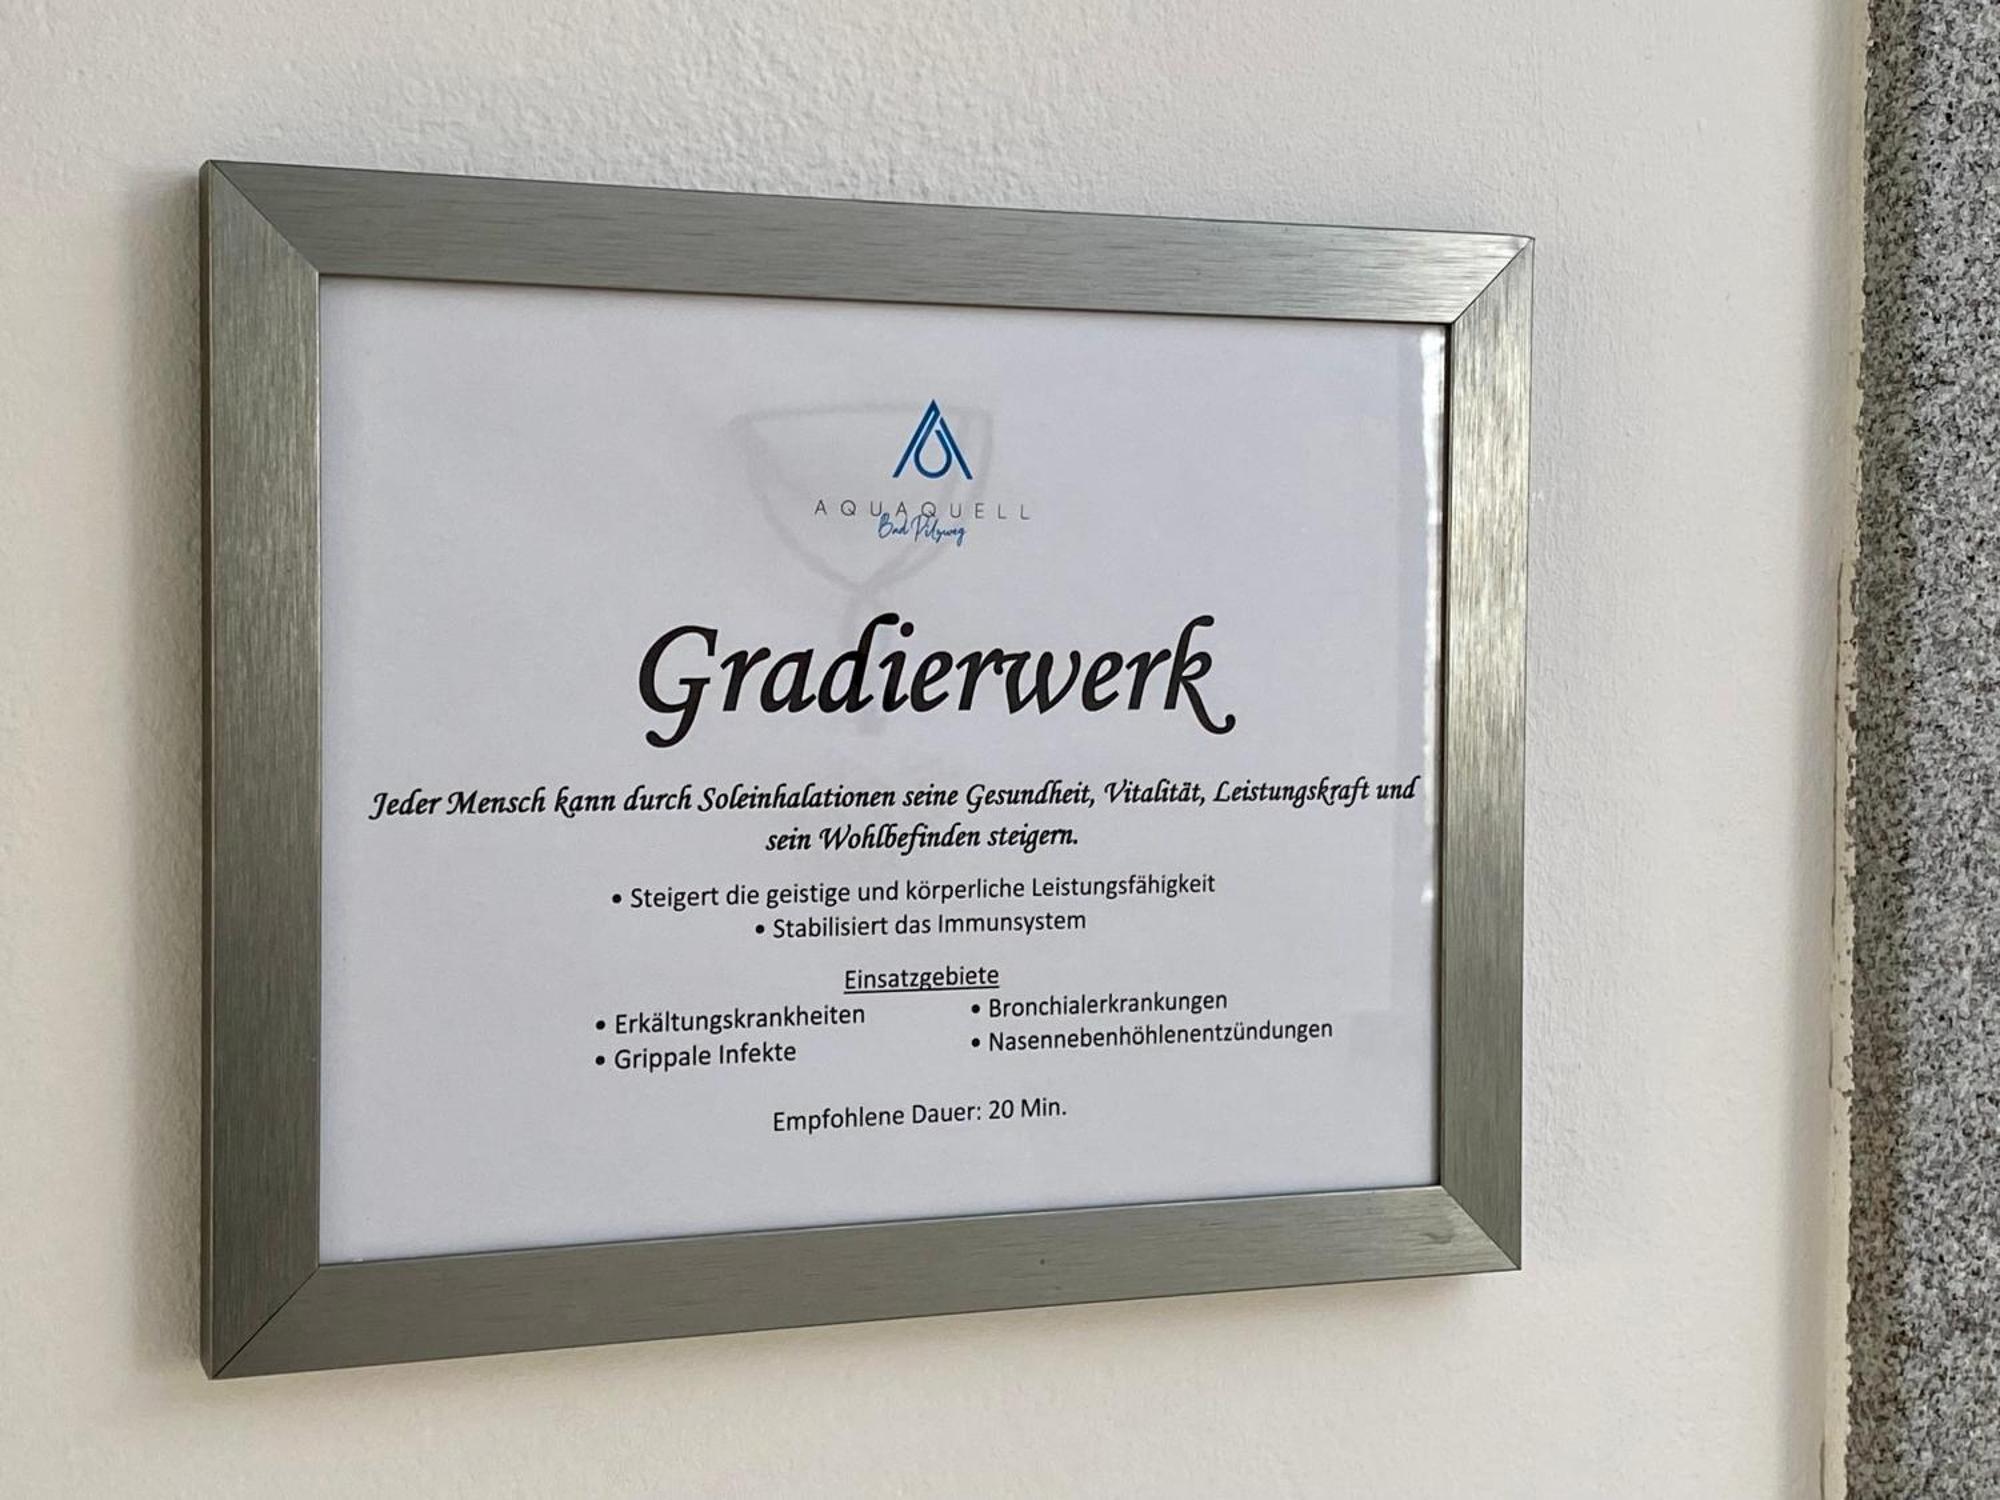 AQUAQUELL
Bad Pilzweg
Gradierwerk
Jeder Mensch kann durch Soleinhalationen seine Gesundheit, Vitalität, Leistungskraft und
sein Wohlbefinden steigern.
• Steigert die geistige und körperliche Leistungsfähigkeit
• Stabilisiert das Immunsystem
Einsatzgebiete
• Erkältungskrankheiten
• Grippale Infekte
• Bronchialerkrankungen
• Nasennebenhöhlenentzündungen
Empfohlene Dauer: 20 Min.